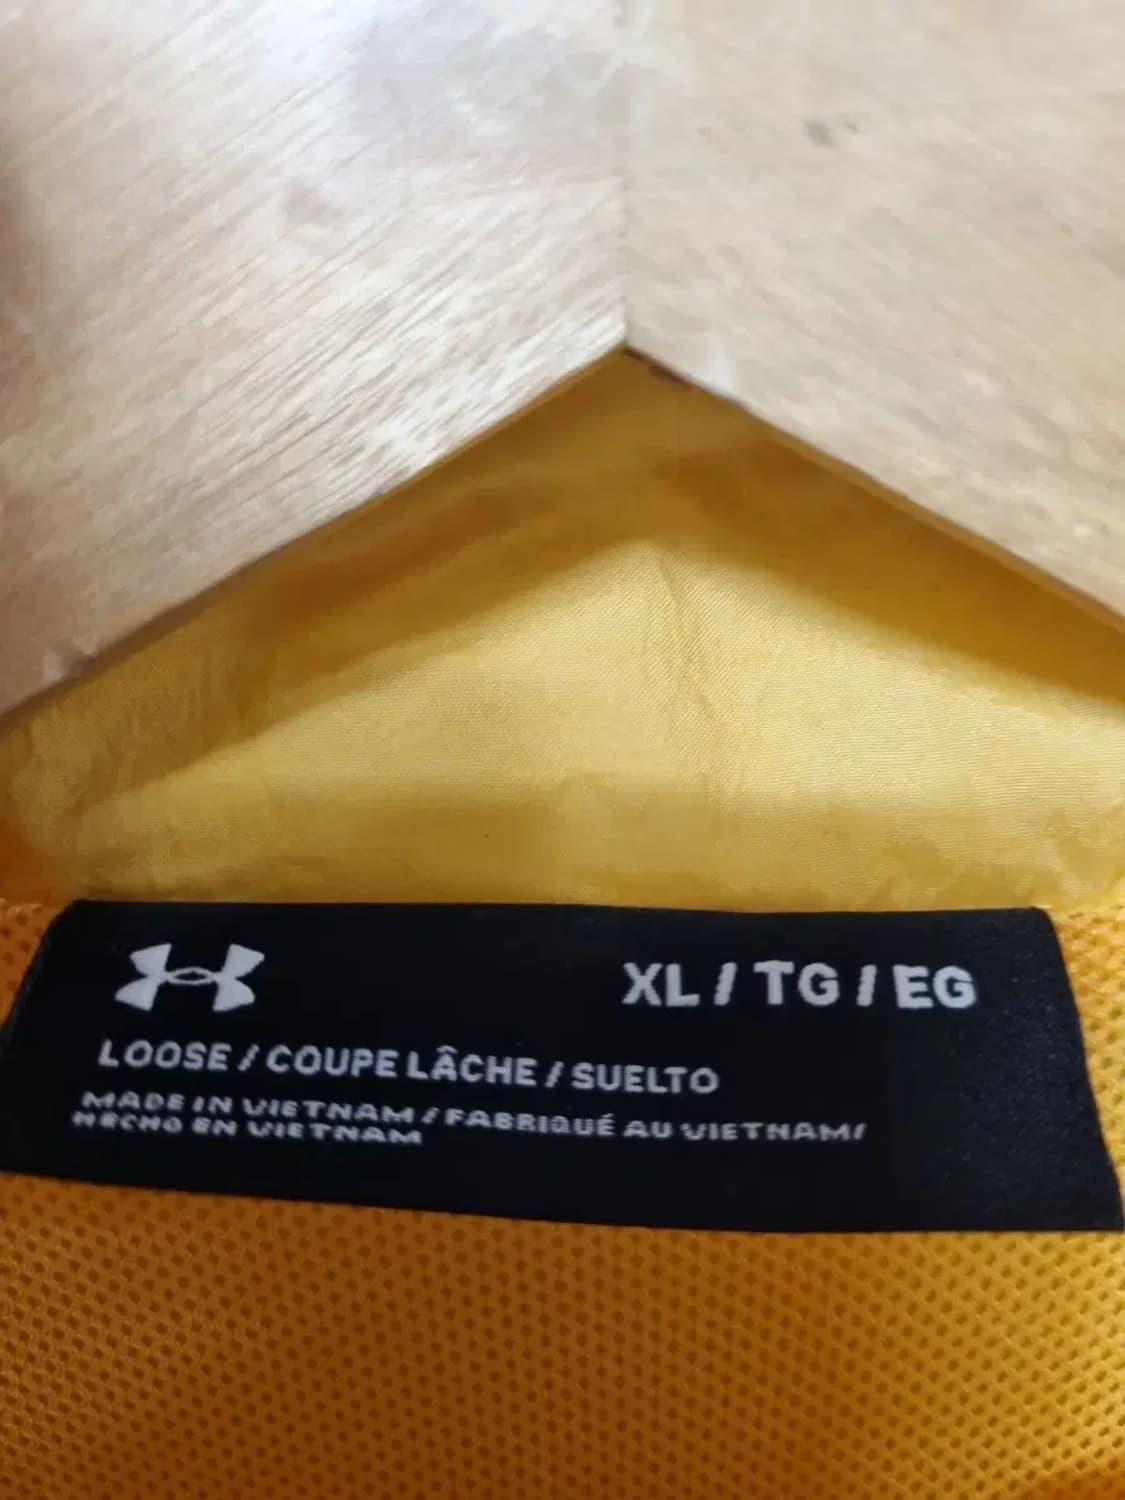 XL / TG / EG
LOOSE / COUPE LÂCHE / SUELTO
MADE IN VIETNAM / FABRIQUÉ AU VIETNAM/
HECHO EN VIETNAM